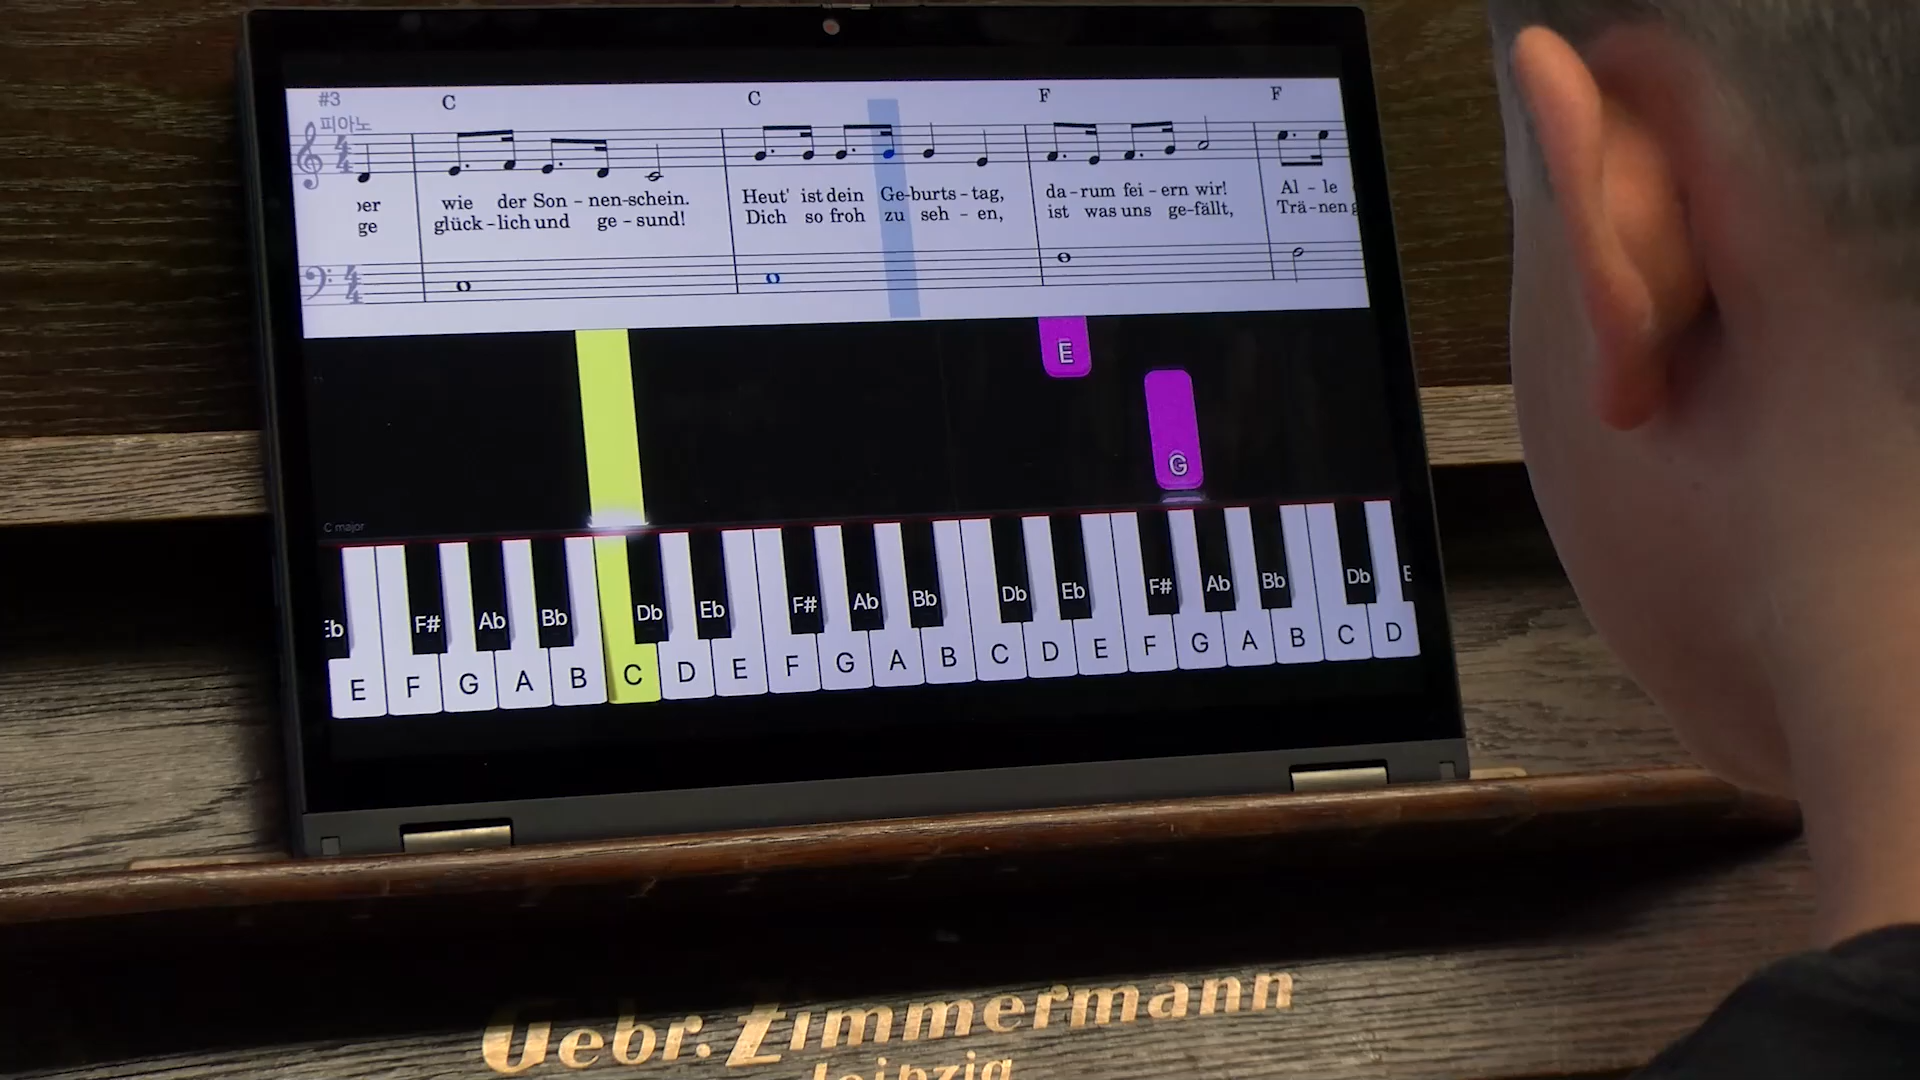 #3
피아노
C C F F
wie der Son - nen-schein. Heut' ist dein Ge-burts-tag, da-rum fei-ern wir! Al-le
ge glück-lich und ge-sund! Dich so froh zu seh-en, ist was uns ge-fällt, Trä-nen
E
G
C major
F# Ab Bb Db Eb F# Ab Bb Db Eb F# Ab Bb Db
E F G A B C D E F G A B C D E F G A B C D
Gebr. Zimmermann
Leipzig